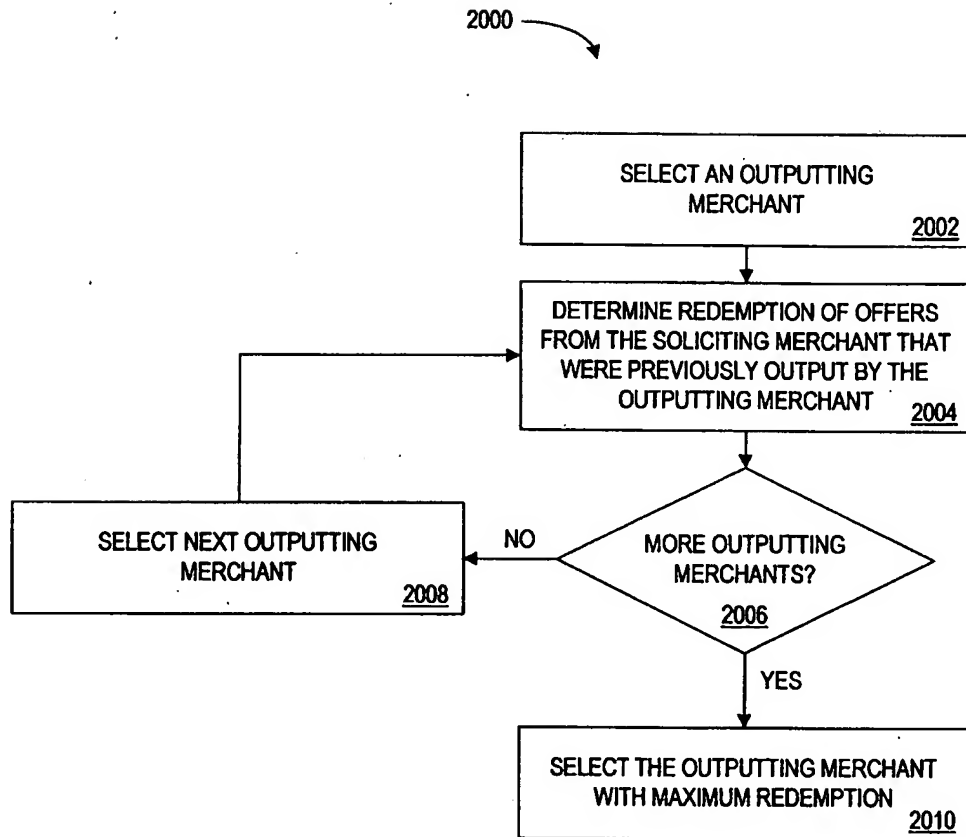 2000
SELECT AN OUTPUTTING
MERCHANT
2002
DETERMINE REDEMPTION OF OFFERS
FROM THE SOLICITING MERCHANT THAT
WERE PREVIOUSLY OUTPUT BY THE
OUTPUTTING MERCHANT
2004
SELECT NEXT OUTPUTTING
MERCHANT
2008
NO
MORE OUTPUTTING
MERCHANTS?
2006
YES
SELECT THE OUTPUTTING MERCHANT
WITH MAXIMUM REDEMPTION
2010